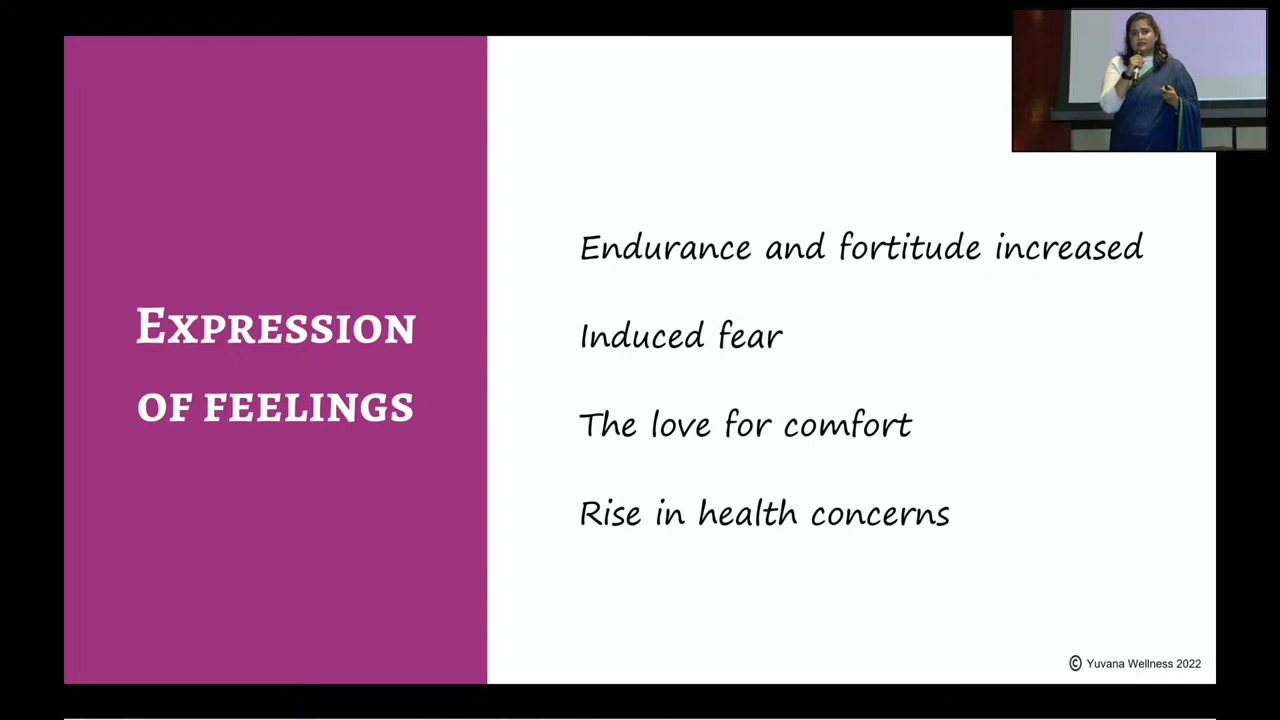 Expression
of feelings
Endurance and fortitude increased
Induced fear
The love for comfort
Rise in health concerns
© Yuvana Wellness 2022